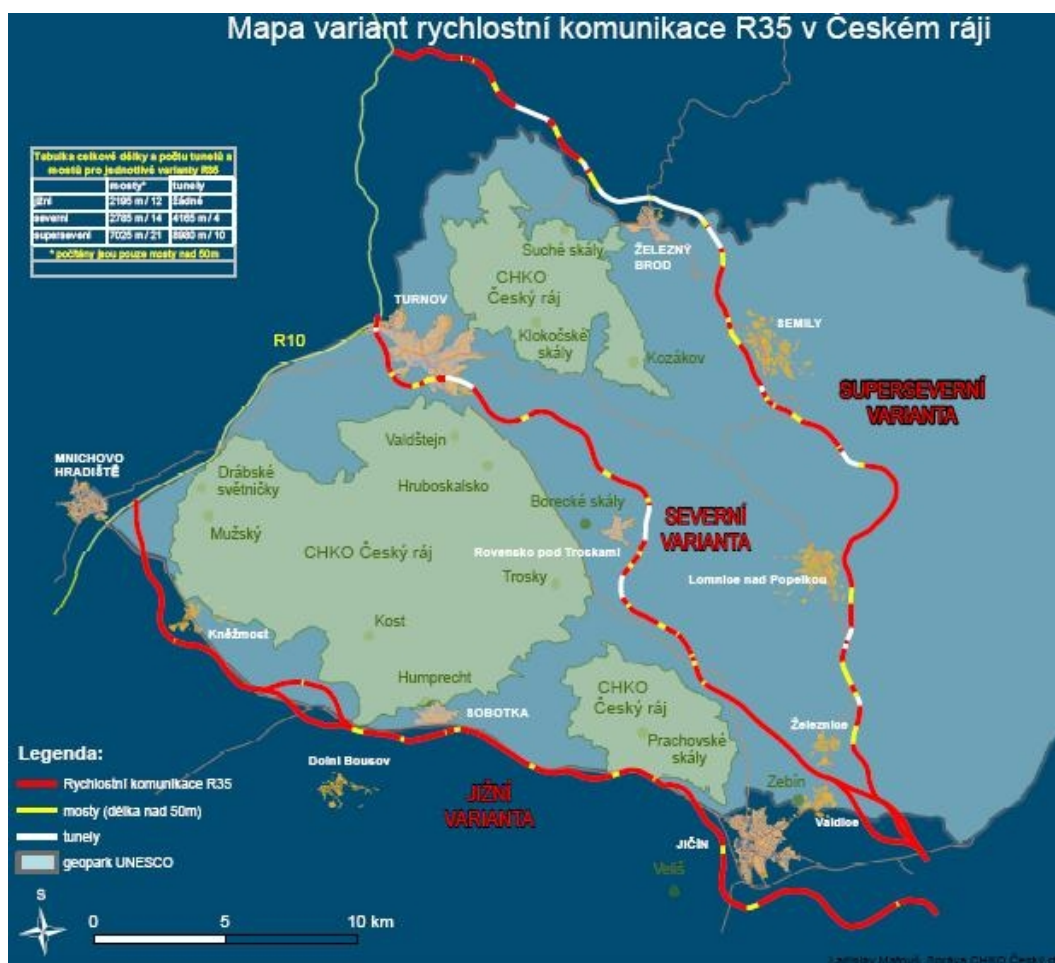 Mapa variant rychlostní komunikace R35 v Českém ráji
Tabulka celkové délky a počtu tunelů a
mostů pro jednotlivé varianty R35
mosty* tunely
jižní 2195 m / 12 žádné
severní 2785 m / 14 4165 m / 4
superseverní 7025 m / 21 8980 m / 10
* počítány jsou pouze mosty nad 50m
Suché skály
ŽELEZNÝ
BROD
CHKO
Český ráj
TURNOV
Klokočské
skály
Kozákov
SEMILY
R10
SUPERSEVERNÍ
VARIANTA
Valdštejn
MNICHOVO
HRADIŠTĚ
Drábské
světničky
Hruboskalsko
Borecké skály
Mužský
SEVERNÍ
VARIANTA
CHKO Český ráj
Rovensko pod Troskami
Trosky
Lomnice nad Popelkou
Kost
Kněžmost
Humprecht
CHKO
Český ráj
SOBOTKA
Železnice
Prachovské
skály
Legenda:
Dolní Bousov
Zebín
Rychlostní komunikace R35
JIŽNÍ
VARIANTA
mosty (délka nad 50m)
Valdice
tunely
JIČÍN
geopark UNESCO
Veliš
S
0 5 10 km